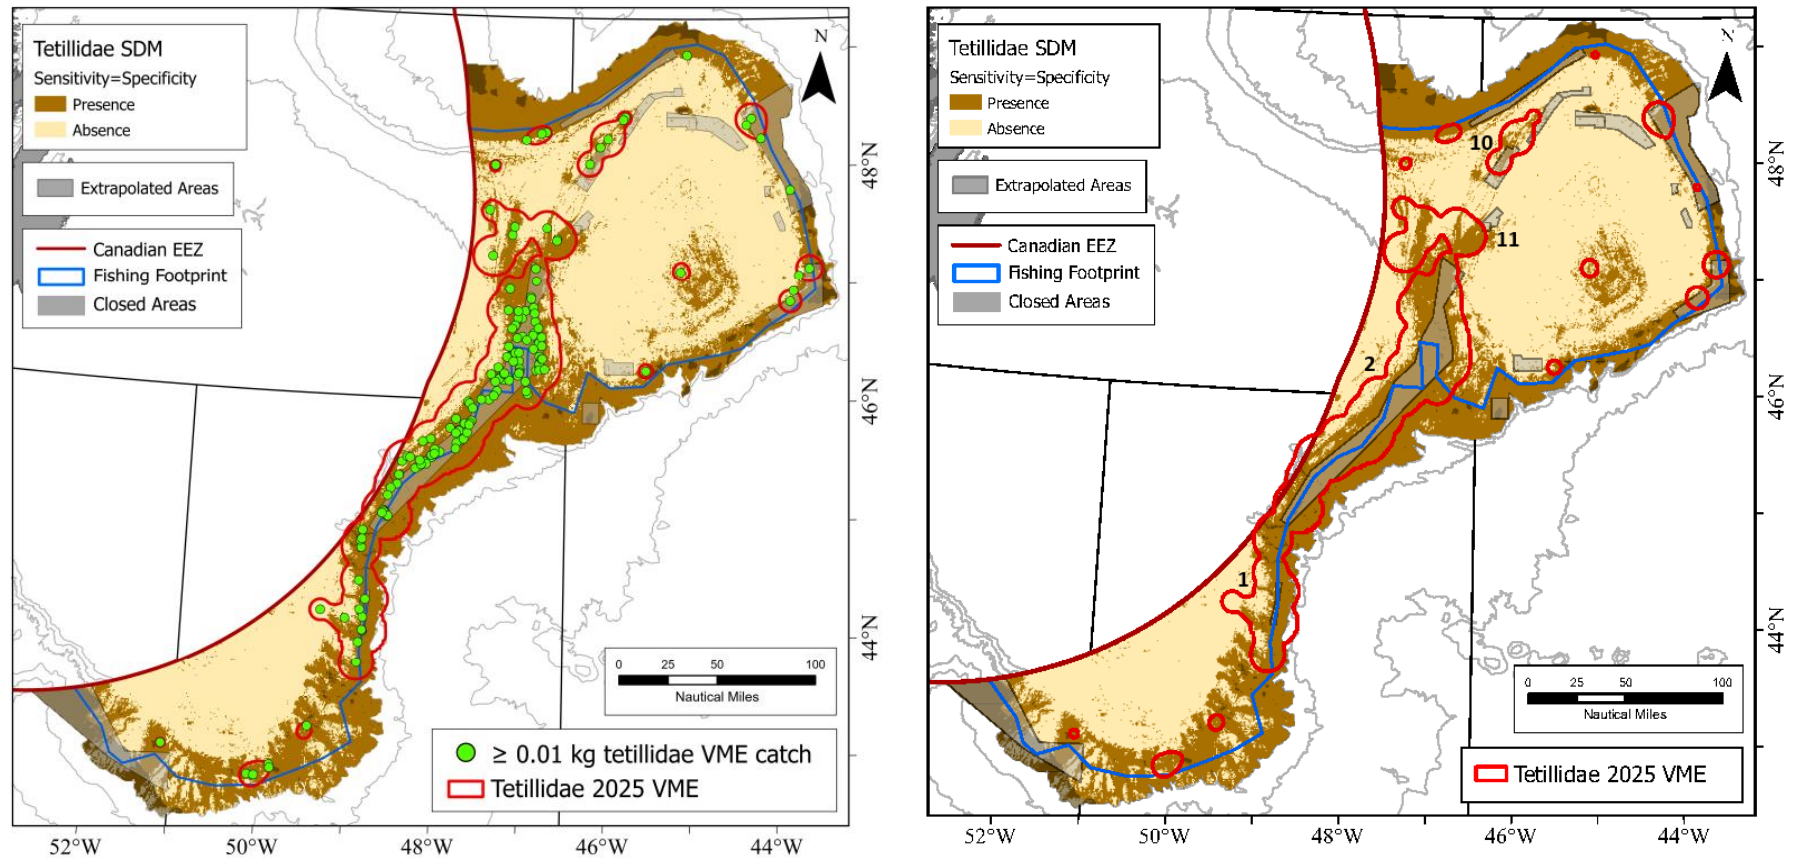 Tetillidae SDM
Sensitivity=Specificity
Presence
Absence
Extrapolated Areas
Canadian EEZ
Fishing Footprint
Closed Areas
N
48°N
46°N
44°N
0 25 50 100
Nautical Miles
≥ 0.01 kg tetillidae VME catch
Tetillidae 2025 VME
52°W 50°W 48°W 46°W 44°W
Tetillidae SDM
Sensitivity=Specificity
Presence
Absence
Extrapolated Areas
Canadian EEZ
Fishing Footprint
Closed Areas
N
10
11
2
1
48°N
46°N
44°N
0 25 50 100
Nautical Miles
Tetillidae 2025 VME
52°W 50°W 48°W 46°W 44°W